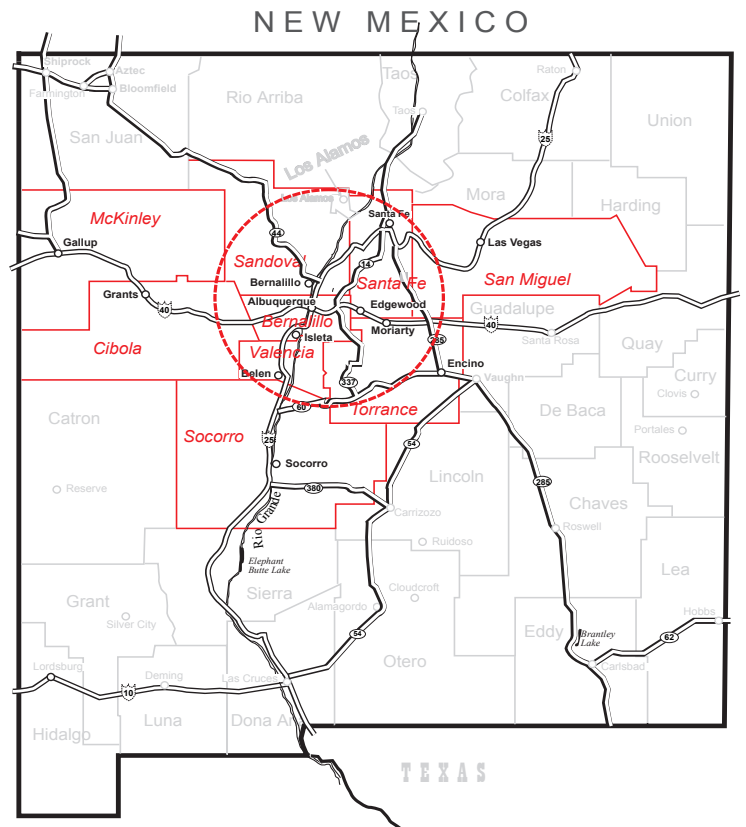 NEW MEXICO
Shiprock
Aztec
Farmington
Bloomfield
Rio Arriba
Taos
Taos
Raton
Colfax
Union
San Juan
25
Los Alamos
Los Alamos
Mora
Harding
McKinley
Santa Fe
Gallup
44
Las Vegas
Sandoval
14
Bernalillo
Santa Fe
San Miguel
Grants
40
Albuquerque
Edgewood
Guadalupe
Bernalillo
Moriarty
40
Isleta
285
Santa Rosa
Cibola
Valencia
Quay
Belen
337
Encino
Vaughn
Curry
Clovis
60
Torrance
De Baca
Catron
Socorro
25
54
Portales
Roosevelt
Socorro
Lincoln
Reserve
380
285
Chaves
Rio Grande
Carrizozo
Roswell
Ruidoso
Elephant
Butte Lake
Lea
Grant
Sierra
Cloudcroft
Silver City
Alamagordo
Hobbs
54
Eddy
Brantley
Lake
62
Otero
Carlsbad
Lordsburg
Deming
Las Cruces
10
Luna
Dona An
Hidalgo
TEXAS